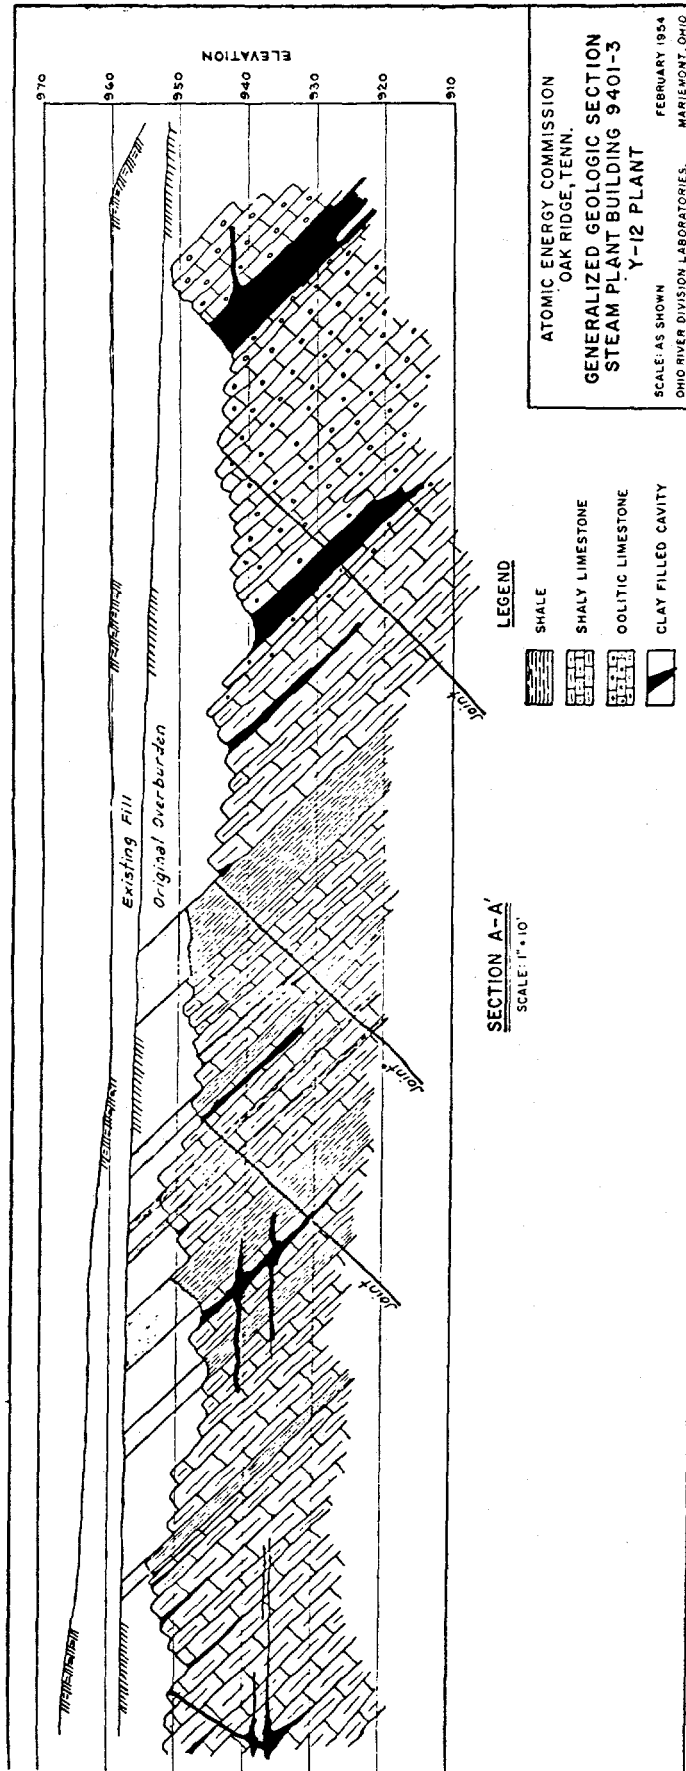 ELEVATION
970
960
950
940
930
920
910
Existing Fill
Original Overburden
Joint
Joint
Joint
SECTION A-A'
SCALE: 1" = 10'
LEGEND
SHALE
SHALY LIMESTONE
OOLITIC LIMESTONE
CLAY FILLED CAVITY
ATOMIC ENERGY COMMISSION
OAK RIDGE, TENN.
GENERALIZED GEOLOGIC SECTION
STEAM PLANT BUILDING 9401-3
Y-12 PLANT
SCALE: AS SHOWN FEBRUARY 1954
OHIO RIVER DIVISION LABORATORIES, MARIEMONT, OHIO